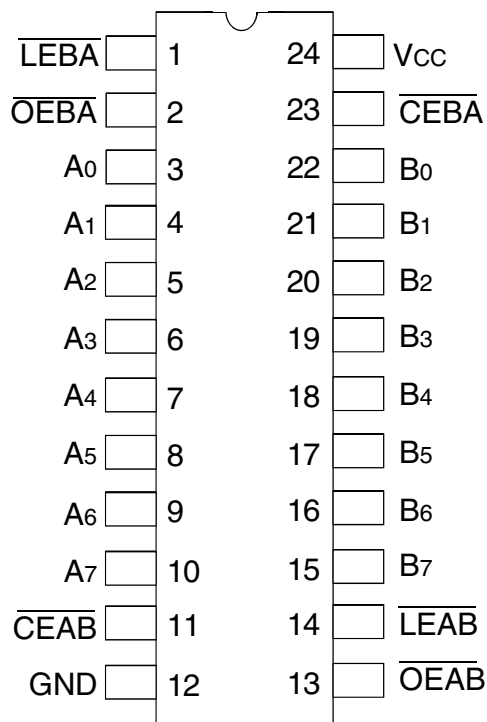 LEBA 1 24 VCC
OEBA 2 23 CEBA
A0 3 22 B0
A1 4 21 B1
A2 5 20 B2
A3 6 19 B3
A4 7 18 B4
A5 8 17 B5
A6 9 16 B6
A7 10 15 B7
CEAB 11 14 LEAB
GND 12 13 OEAB